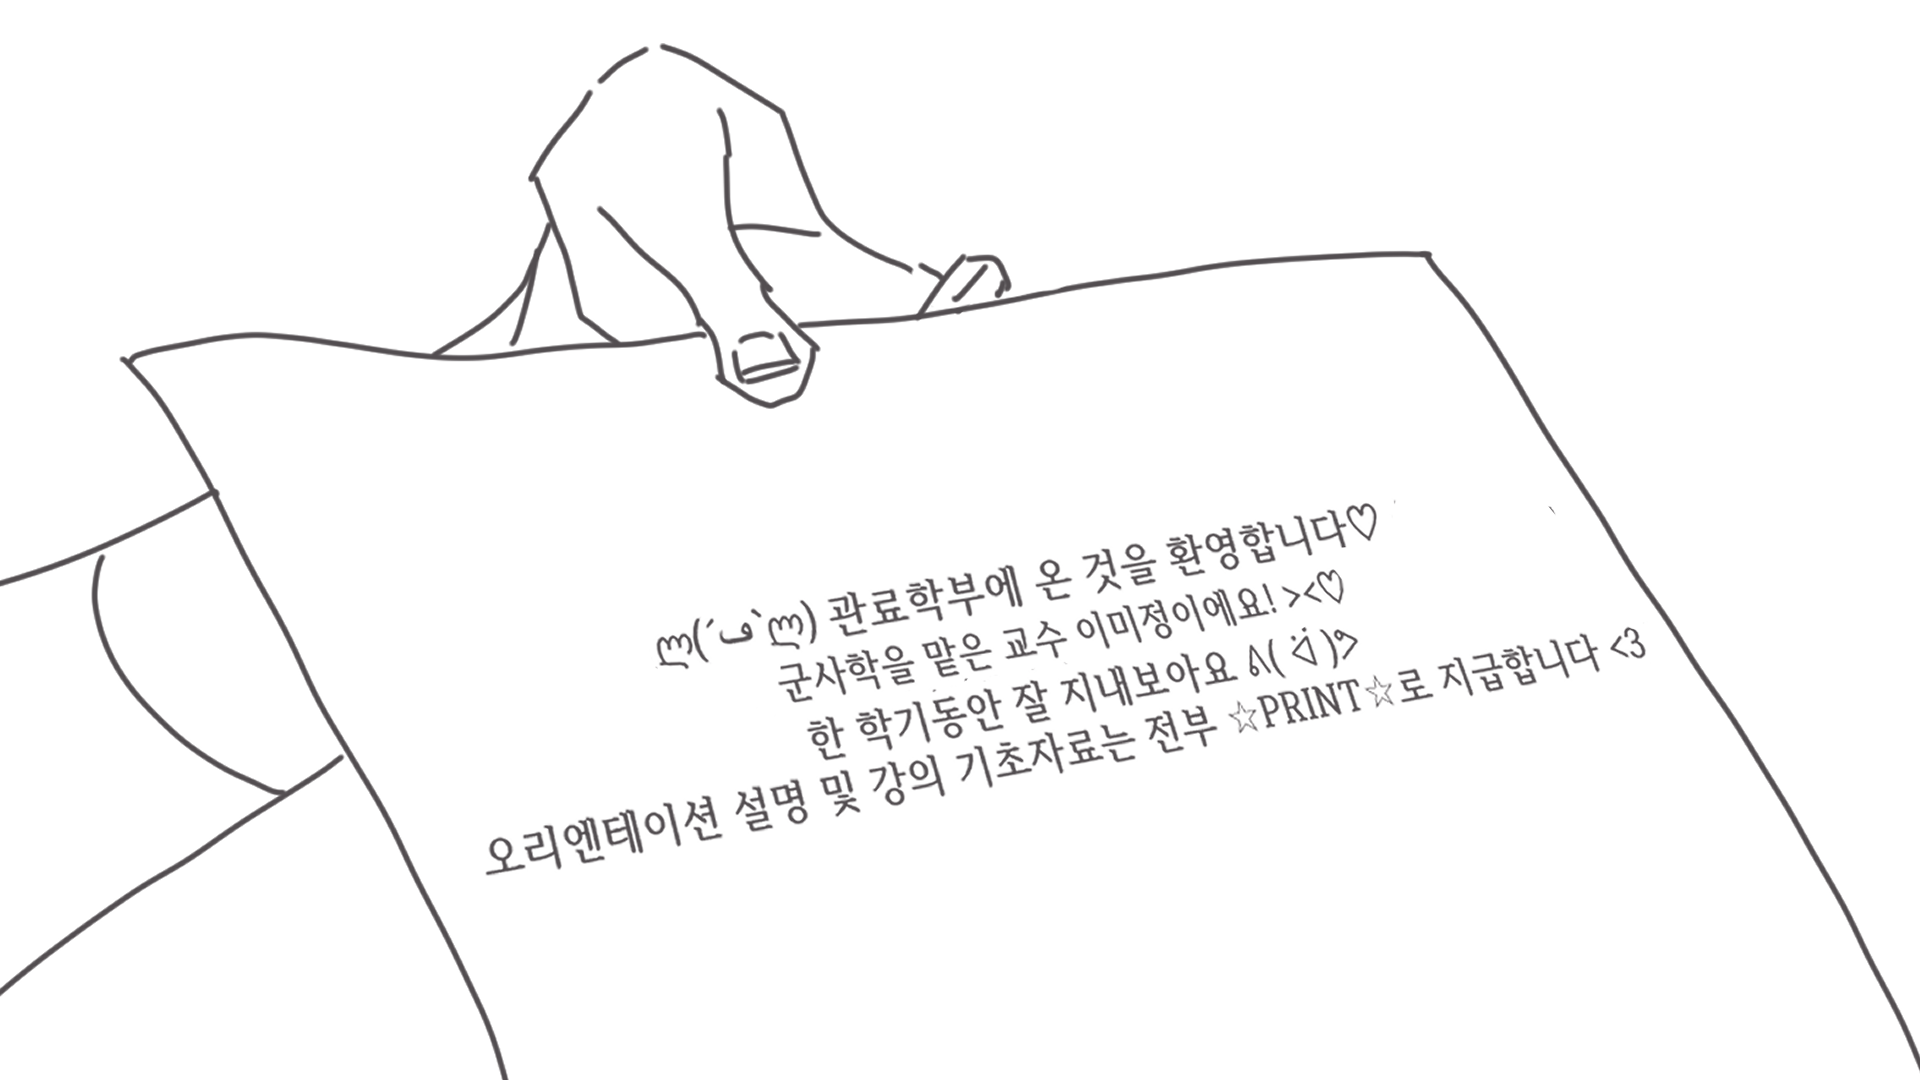 ლ(´ڡ`ლ) 관료학부에 온 것을 환영합니다♡
군사학을 맡은 교수 이미정이에요! ><♡
한 학기동안 잘 지내보아요 ᕕ( ᐛ )ᕗ
오리엔테이션 설명 및 강의 기초자료는 전부 ☆PRINT☆로 지급합니다 <3